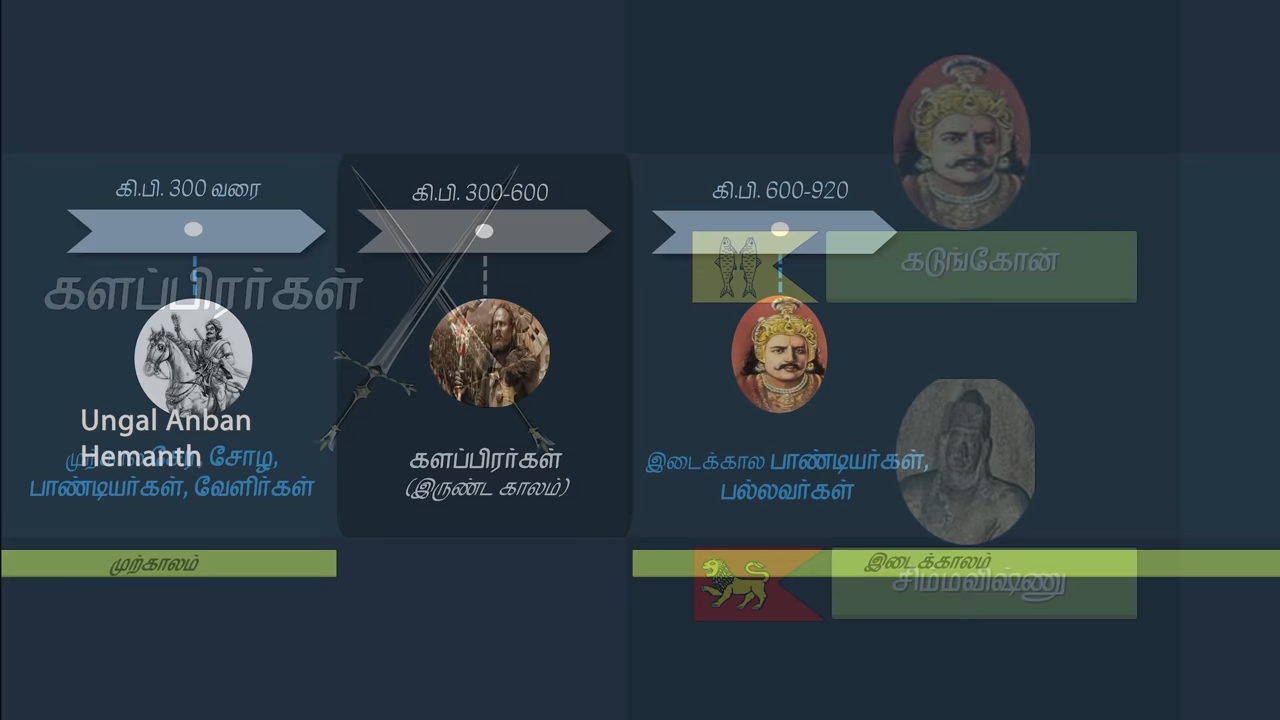 கி.பி. 300 வரை
கி.பி. 300-600
கி.பி. 600-920
கடுங்கோன்
களப்பிரர்கள்
Ungal Anban
Hemanth
முற்கால சேர, சோழ,
பாண்டியர்கள், வேளிர்கள்
களப்பிரர்கள்
(இருண்ட காலம்)
இடைக்கால பாண்டியர்கள்,
பல்லவர்கள்
முற்காலம்
இடைக்காலம்
சிம்மவிஷ்ணு